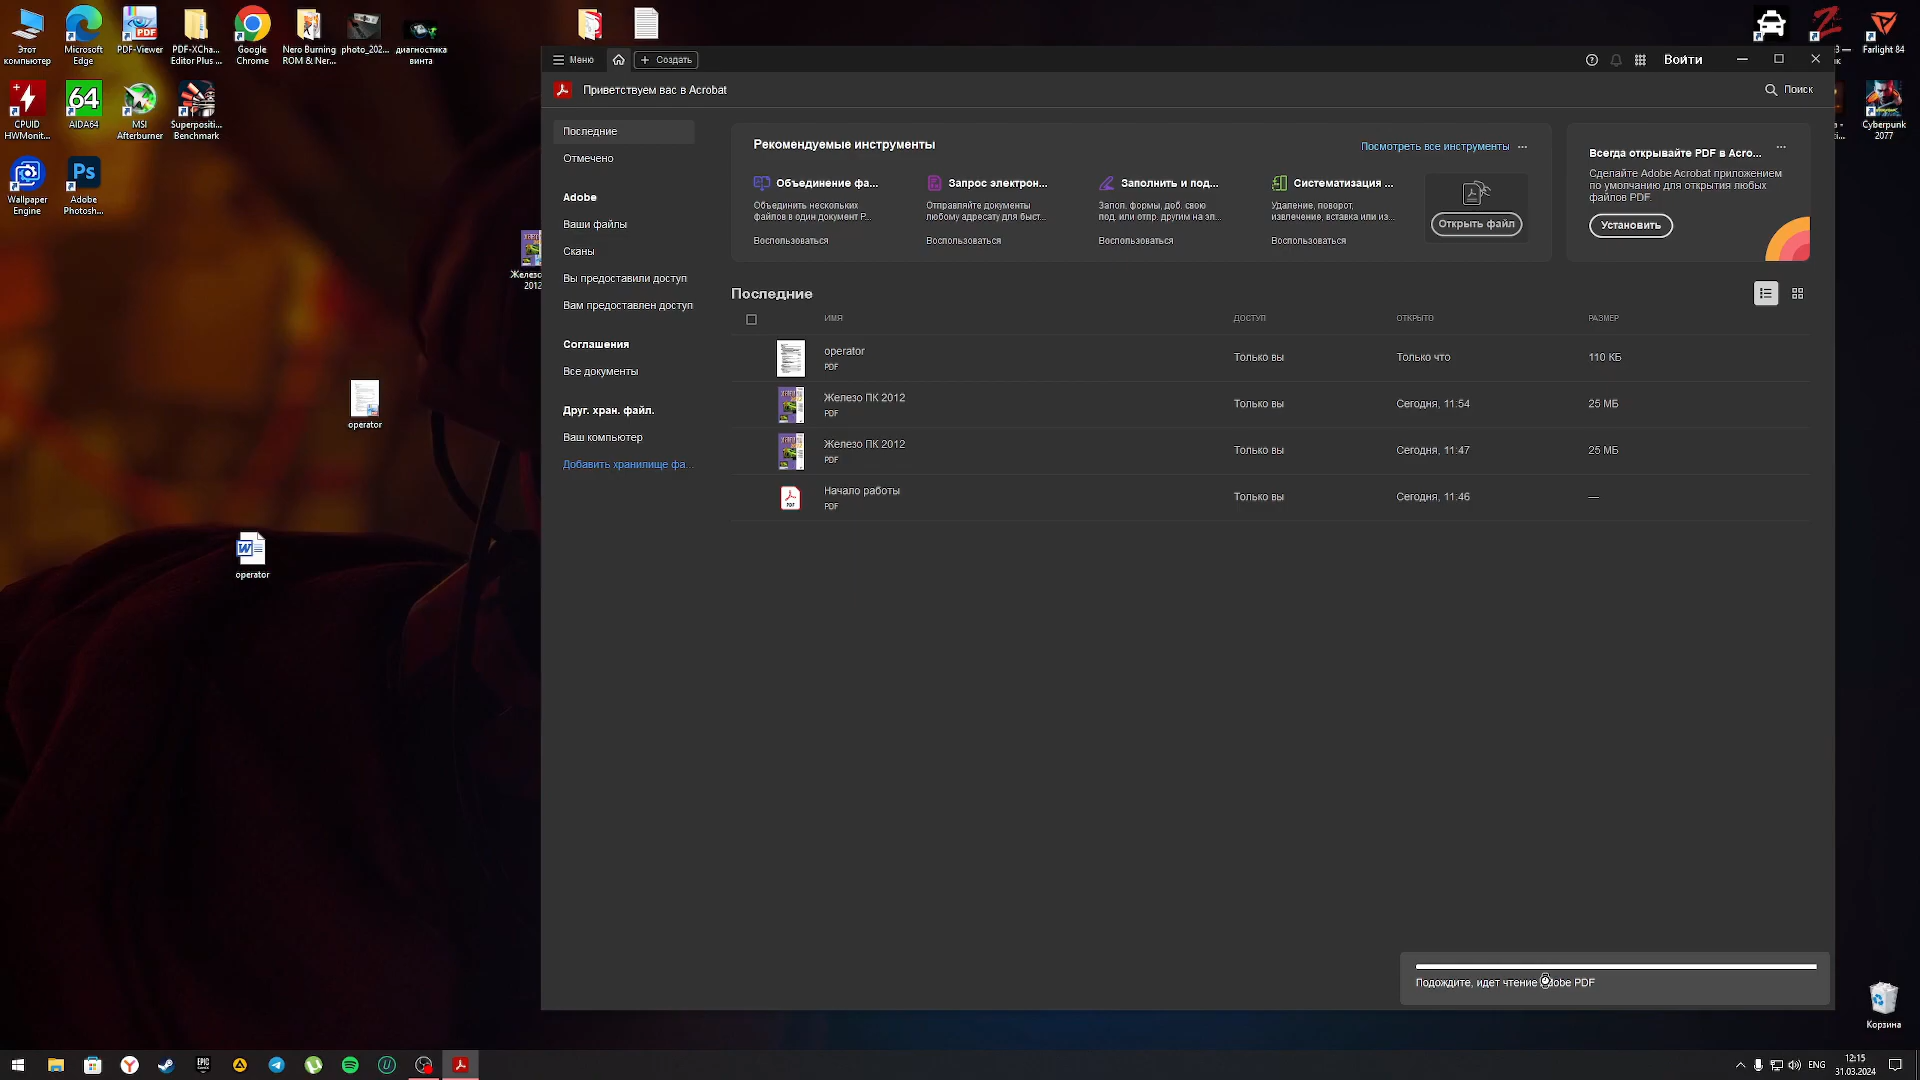 Этот
компьютер
Microsoft
Edge
PDF-Viewer
PDF-XCha...
Editor Plus ...
Google
Chrome
Nero Burning
ROM & Ner...
photo_202...
диагностика
винта
CPUID
HWMonit...
64
AIDA64
MSI
Afterburner
Superpositi...
Benchmark
Wallpaper
Engine
Ps
Adobe
Photosh...
Железо
2012
operator
operator
Меню
Создать
Войти
Приветствуем вас в Acrobat
Поиск
Последние
Отмечено
Adobe
Ваши файлы
Сканы
Вы предоставили доступ
Вам предоставлен доступ
Соглашения
Все документы
Друг. хран. файл.
Ваш компьютер
Добавить хранилище фа...
Рекомендуемые инструменты
Посмотреть все инструменты
Объединение фа...
Объединить нескольких
файлов в один документ P...
Воспользоваться
Запрос электрон...
Отправляйте документы
любому адресату для быст...
Воспользоваться
Заполнить и под...
Запол. формы, доб. свою
под. или отпр. другим на эл...
Воспользоваться
Систематизация ...
Удаление, поворот,
извлечение, вставка или из...
Воспользоваться
Открыть файл
Всегда открывайте PDF в Acro...
Сделайте Adobe Acrobat приложением
по умолчанию для открытия любых
файлов PDF.
Установить
Последние
ИМЯ ДОСТУП ОТКРЫТО РАЗМЕР
operator
PDF
Только вы Только что 110 КБ
Железо ПК 2012
PDF
Только вы Сегодня, 11:54 25 МБ
Железо ПК 2012
PDF
Только вы Сегодня, 11:47 25 МБ
Начало работы
PDF
Только вы Сегодня, 11:46 —
Подождите, идет чтение Adobe PDF
Farlight 84
Cyberpunk
2077
Корзина
ENG
12:15
31.03.2024